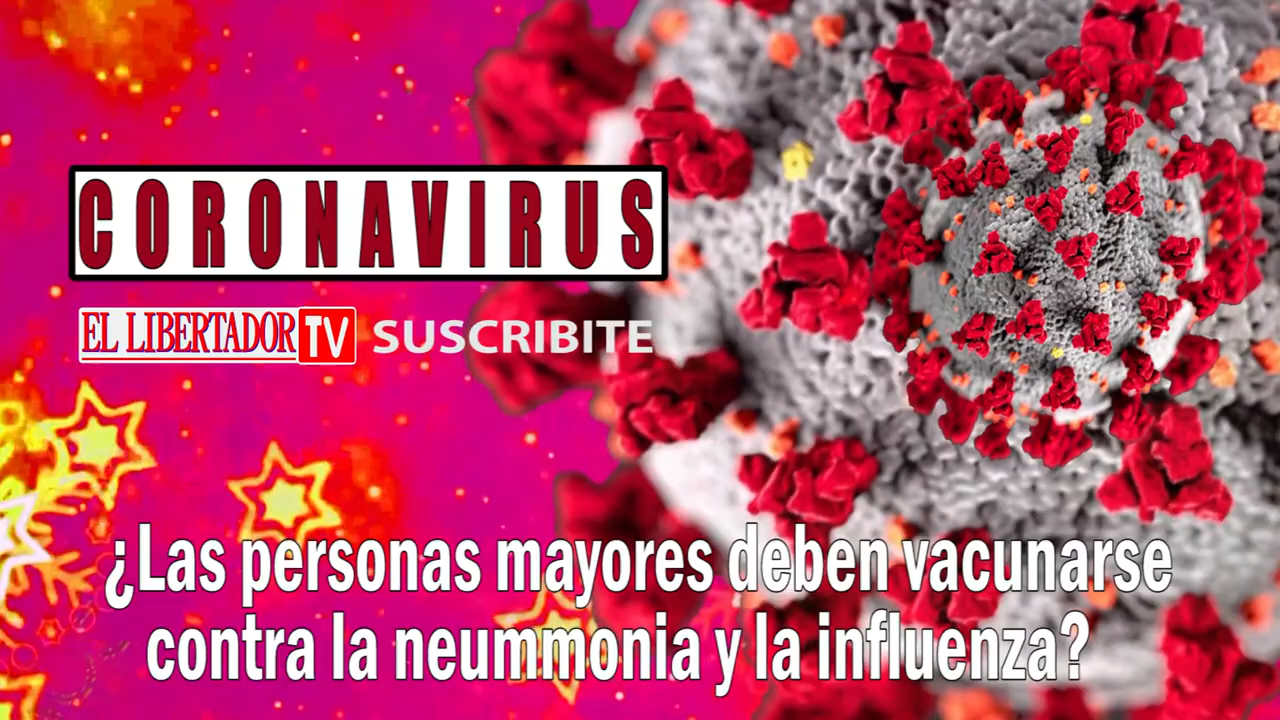 CORONAVIRUS
EL LIBERTADOR TV SUSCRIBITE
¿Las personas mayores deben vacunarse
contra la neummonia y la influenza?